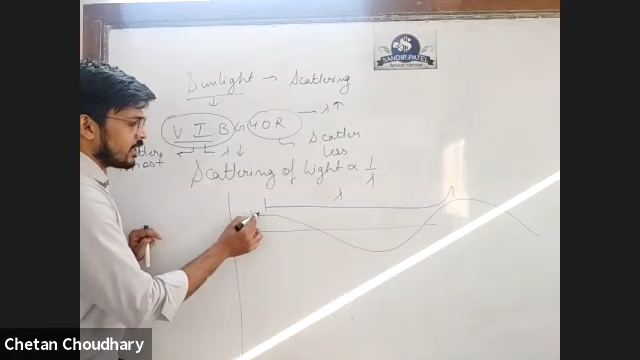 Sunlight → Scattering
↓
V I B G Y O R → λ ↑
Scatter
less
← λ ↓
Scattering of Light ∝ 1/λ
λ
SANDIP PATEL
Chetan Choudhary